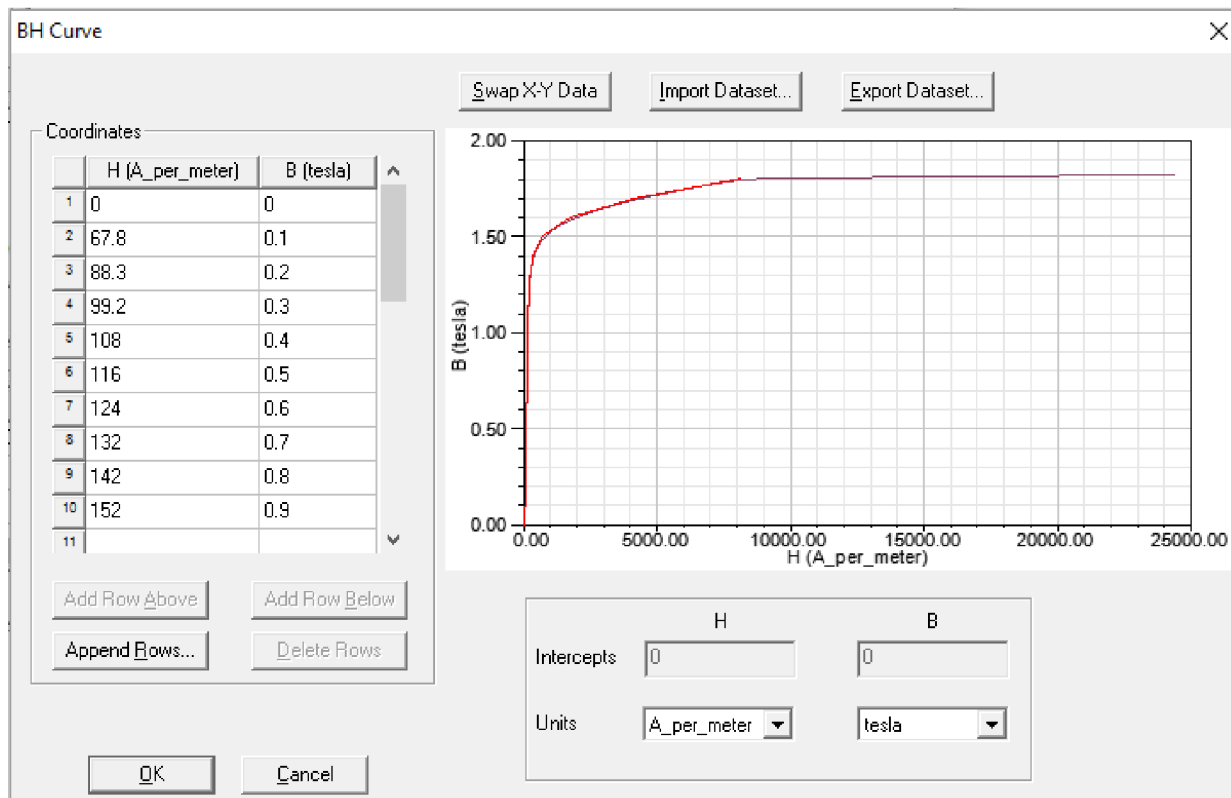 BH Curve
Swap X-Y Data Import Dataset... Export Dataset...
Coordinates
H (A_per_meter) B (tesla)
1 0 0
2 67.8 0.1
3 88.3 0.2
4 99.2 0.3
5 108 0.4
6 116 0.5
7 124 0.6
8 132 0.7
9 142 0.8
10 152 0.9
11
Add Row Above Add Row Below
Append Rows... Delete Rows
OK Cancel
2.00
1.50
1.00
0.50
0.00
B (tesla)
0.00 5000.00 10000.00 15000.00 20000.00 25000.00
H (A_per_meter)
H B
Intercepts 0 0
Units A_per_meter tesla